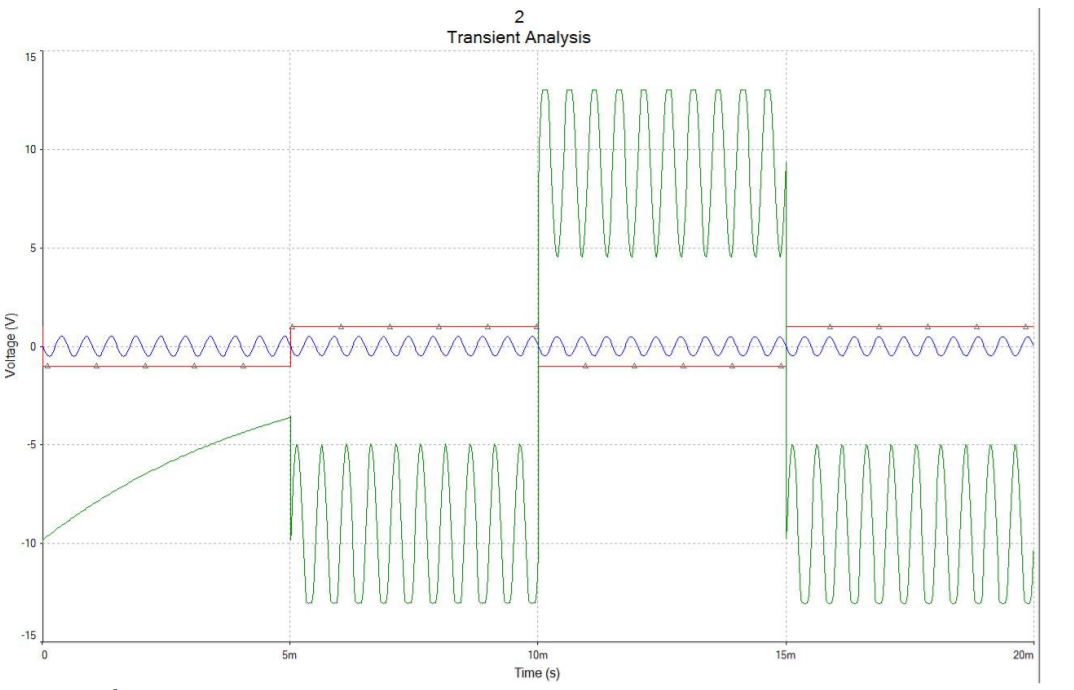 2
Transient Analysis
15
10
5
0
-5
-10
-15
Voltage (V)
0
5m
10m
15m
20m
Time (s)